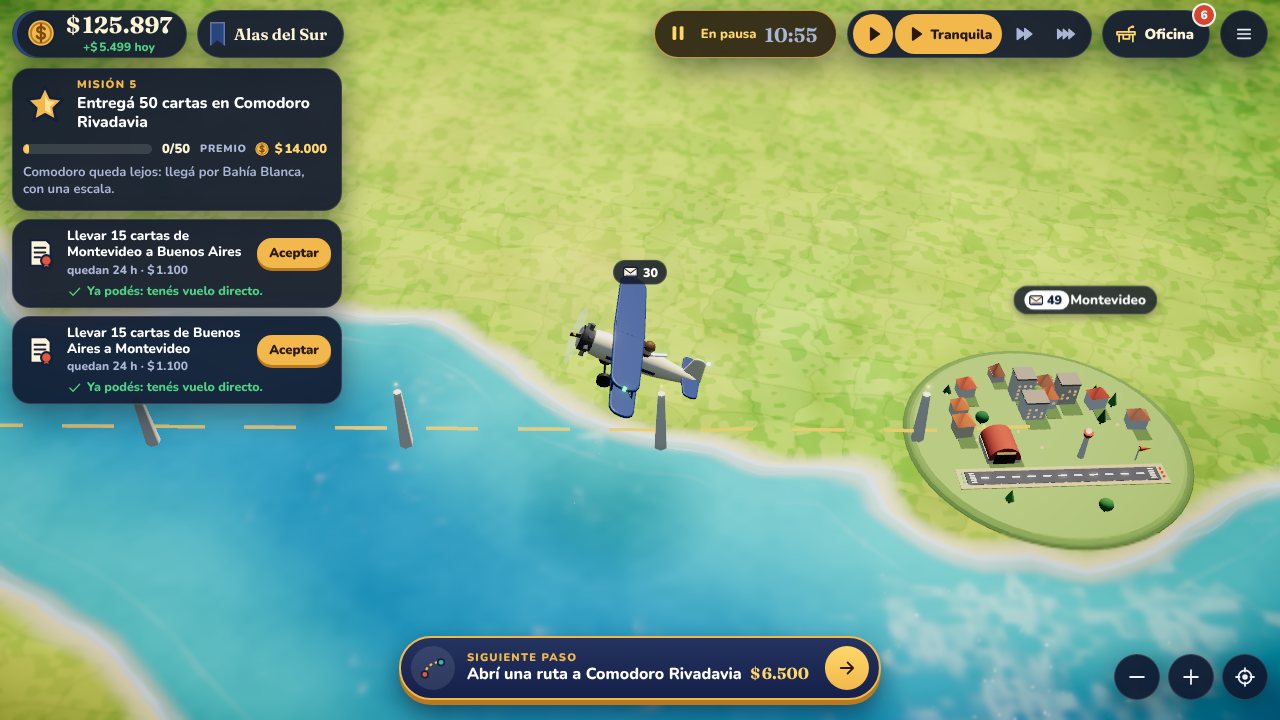 $125.897
+$5.499 hoy
Alas del Sur
En pausa 10:55
Tranquila
Oficina
6
MISIÓN 5
Entregá 50 cartas en Comodoro
Rivadavia
0/50 PREMIO $14.000
Comodoro queda lejos: llegá por Bahía Blanca,
con una escala.
Llevar 15 cartas de
Montevideo a Buenos Aires
quedan 24 h · $1.100
Ya podés: tenés vuelo directo.
Aceptar
Llevar 15 cartas de Buenos
Aires a Montevideo
quedan 24 h · $1.100
Ya podés: tenés vuelo directo.
Aceptar
30
49 Montevideo
SIGUIENTE PASO
Abrí una ruta a Comodoro Rivadavia $6.500